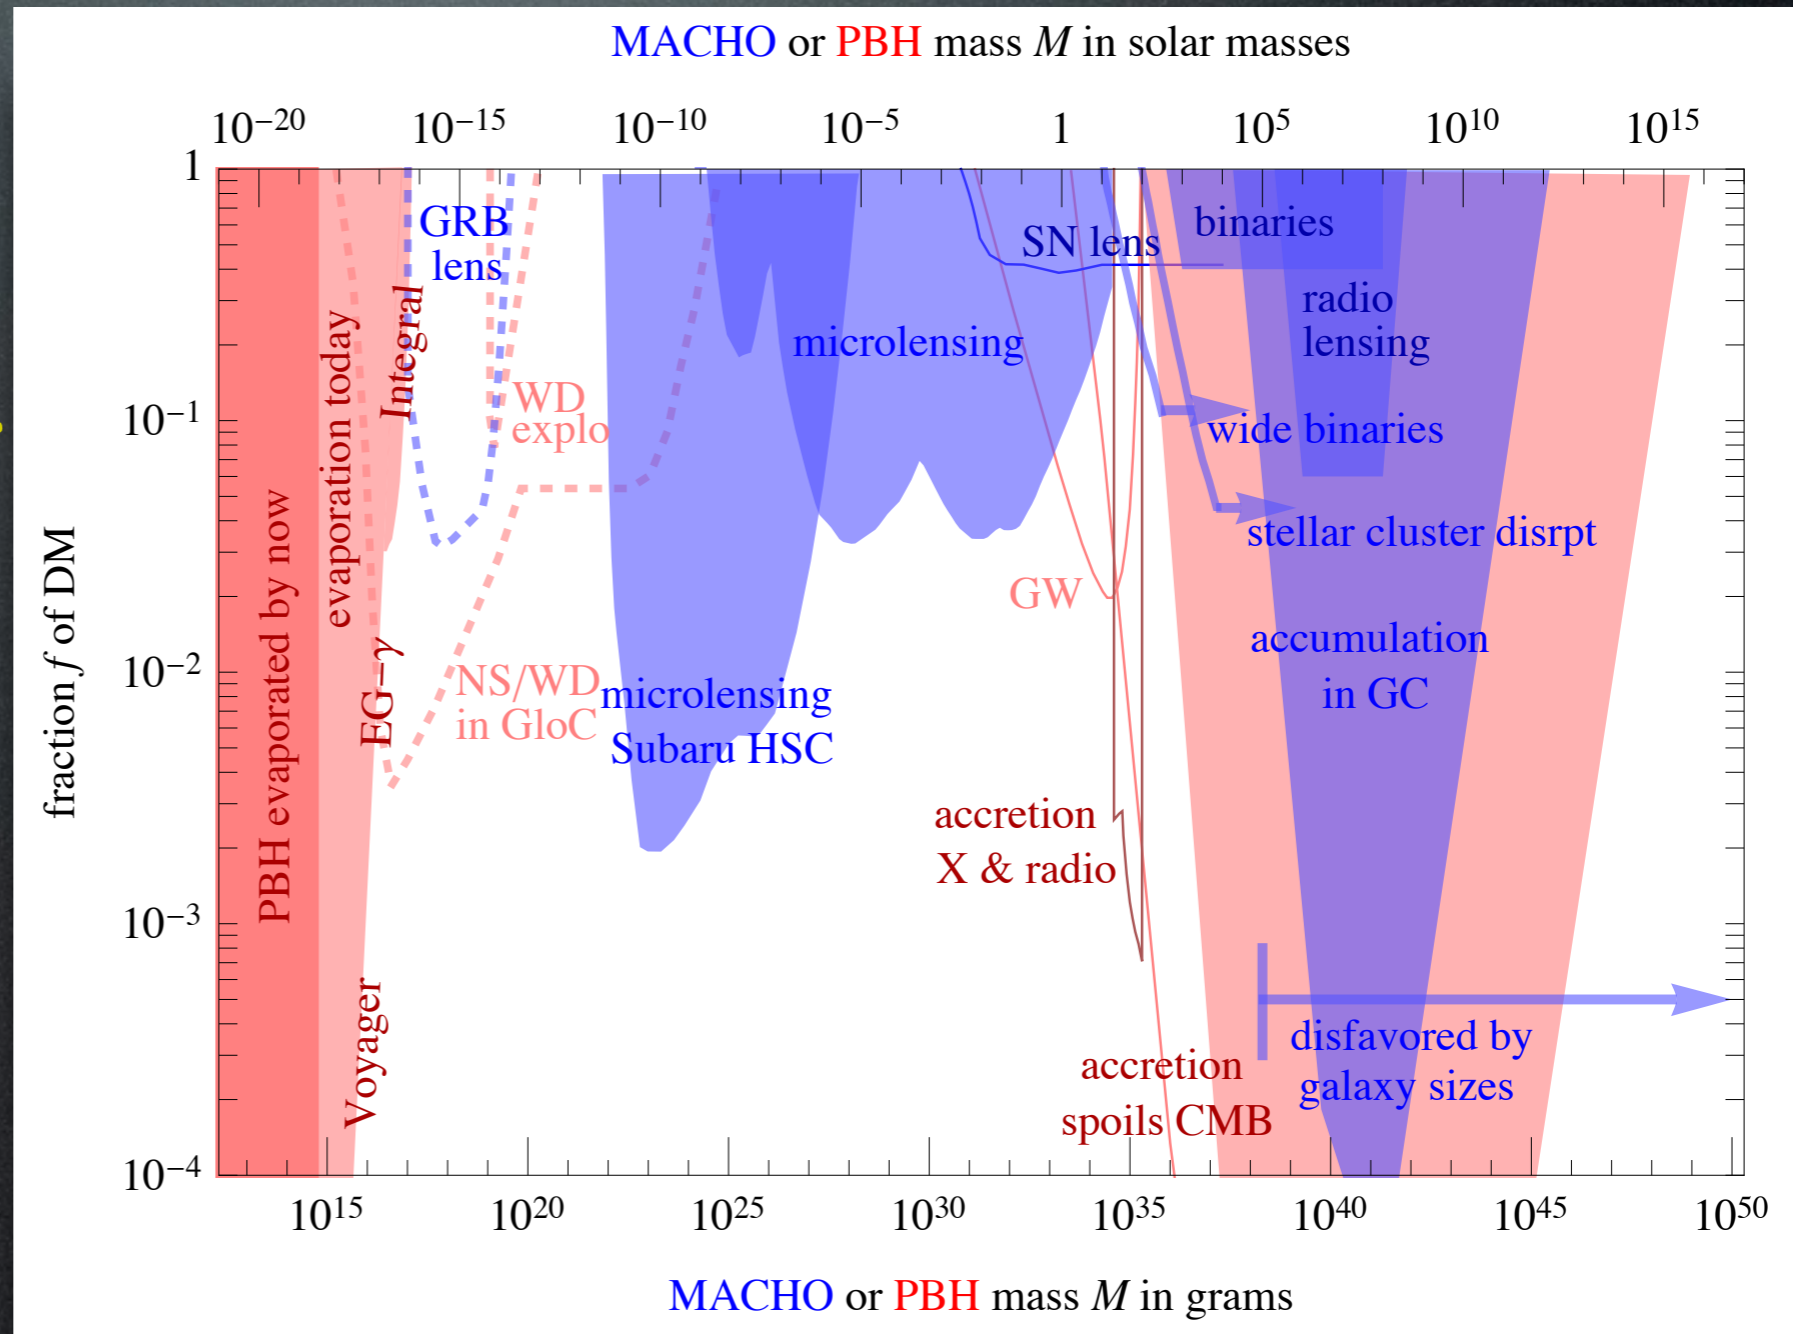 MACHO or PBH mass M in solar masses
10⁻²⁰ 10⁻¹⁵ 10⁻¹⁰ 10⁻⁵ 1 10⁵ 10¹⁰ 10¹⁵
1
10⁻¹
10⁻²
10⁻³
10⁻⁴
fraction f of DM
PBH evaporated by now
evaporation today
Integral
EG−γ
Voyager
GRB
lens
WD
explo
NS/WD
in GloC
microlensing
Subaru HSC
microlensing
SN lens
GW
accretion
X & radio
accretion
spoils CMB
binaries
radio
lensing
wide binaries
stellar cluster disrpt
accumulation
in GC
disfavored by
galaxy sizes
10¹⁵ 10²⁰ 10²⁵ 10³⁰ 10³⁵ 10⁴⁰ 10⁴⁵ 10⁵⁰
MACHO or PBH mass M in grams